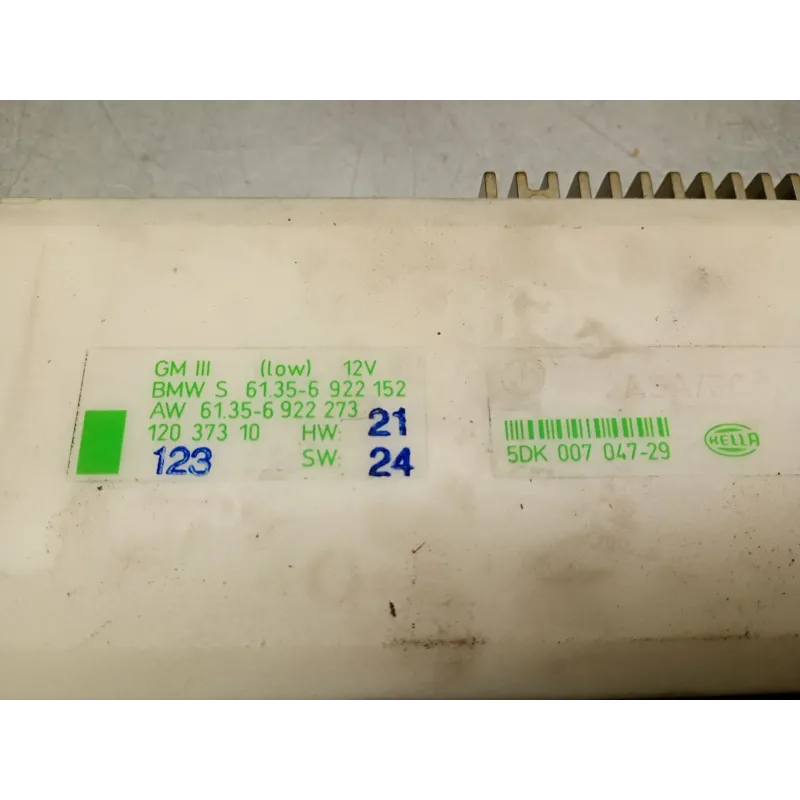 GM III (low) 12V
BMW S 61.35-6 922 152
AW 61.35-6 922 273
120 373 10 HW: 21
123 SW: 24
5DK 007 047-29
HELLA